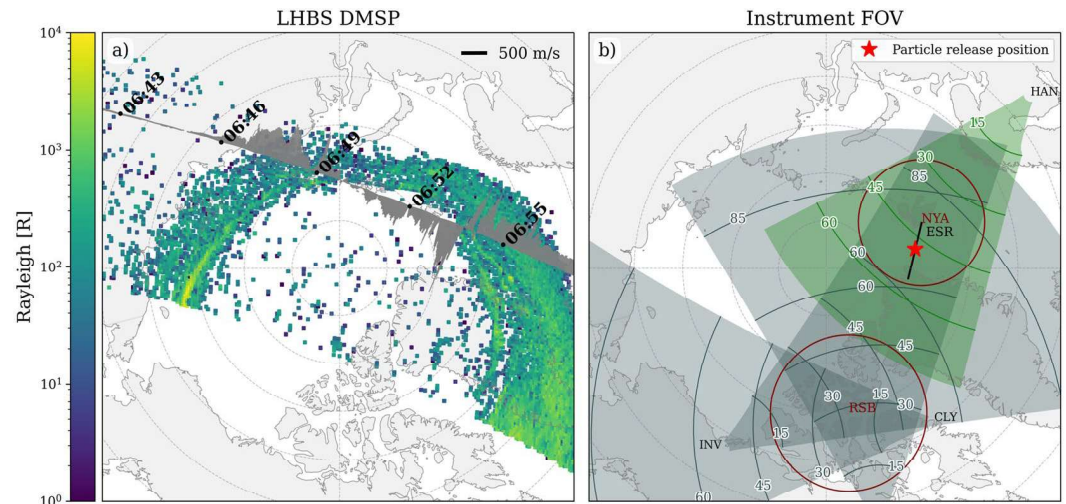 LHBS DMSP
Instrument FOV
10⁴
10³
10²
10¹
10⁰
Rayleigh [R]
a)
500 m/s
06:43
06:46
06:49
06:52
06:55
b)
Particle release position
HAN
15
30
45
85
60
85
NYA
ESR
60
60
45
45
30
15
RSB
30
CLY
INV
15
30
15
45
60